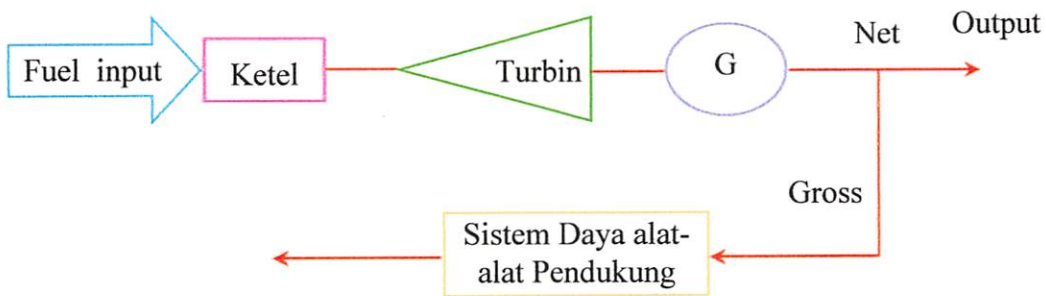 Fuel input
Ketel
Turbin
G
Net
Output
Gross
Sistem Daya alat-
alat Pendukung